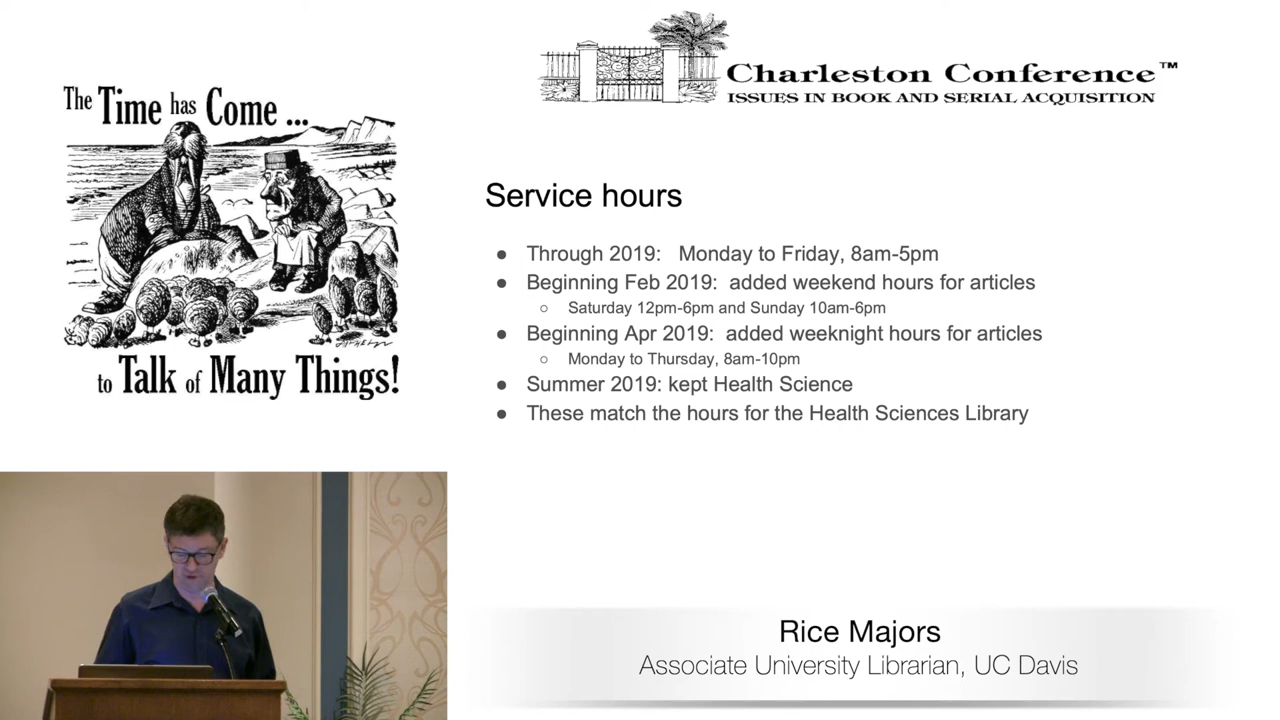 The Time has Come ...
to Talk of Many Things!
Charleston Conference™
ISSUES IN BOOK AND SERIAL ACQUISITION
Service hours
● Through 2019: Monday to Friday, 8am-5pm
● Beginning Feb 2019: added weekend hours for articles
○ Saturday 12pm-6pm and Sunday 10am-6pm
● Beginning Apr 2019: added weeknight hours for articles
○ Monday to Thursday, 8am-10pm
● Summer 2019: kept Health Science
● These match the hours for the Health Sciences Library
Rice Majors
Associate University Librarian, UC Davis